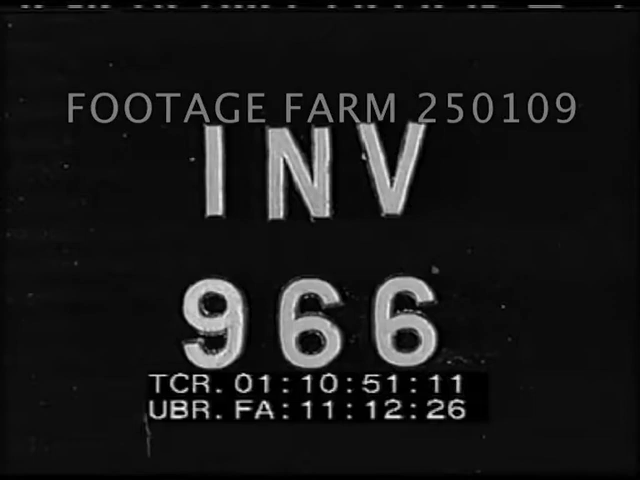 FOOTAGE FARM 250109
INV
966
TCR. 01:10:51:11
UBR. FA:11:12:26